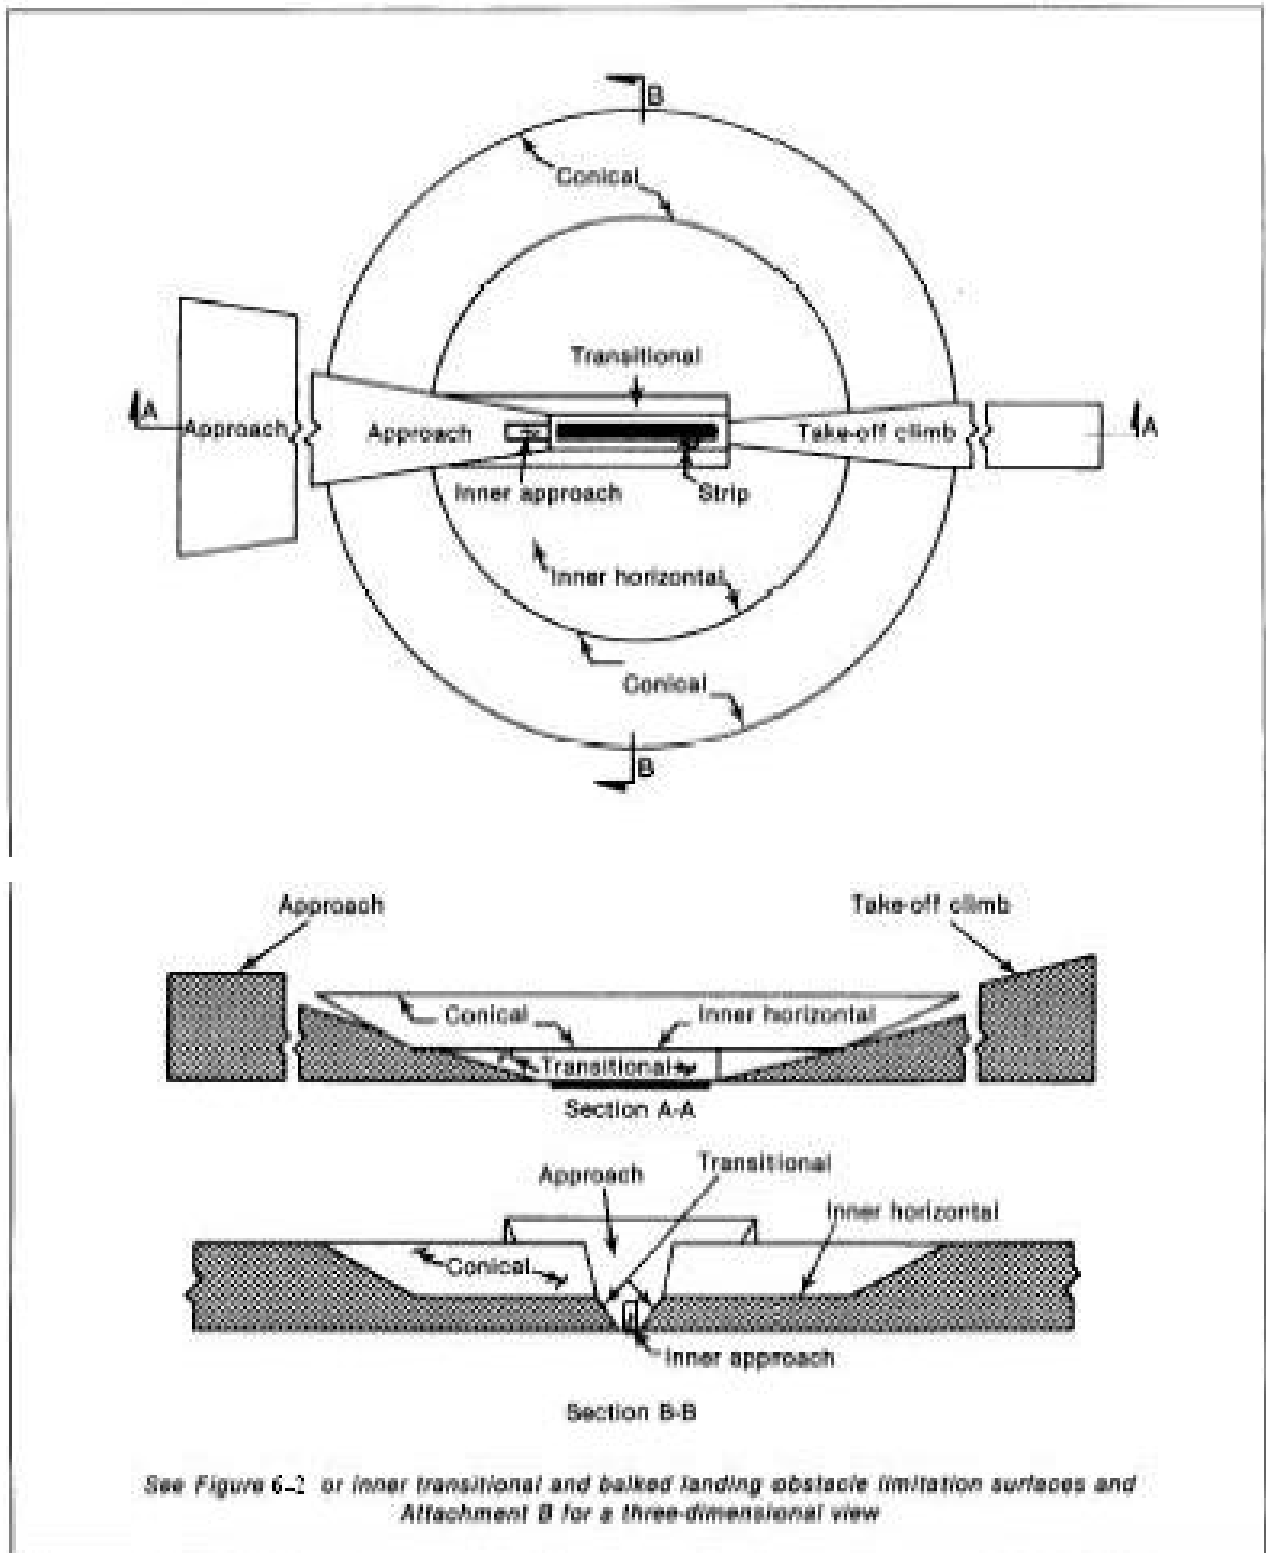 B
Conical
Transitional
A
Approach
Approach
Take-off climb
A
Inner approach
Strip
Inner horizontal
Conical
B
Approach
Take-off climb
Conical
Inner horizontal
Transitional
Section A-A
Transitional
Approach
Inner horizontal
Conical
Inner approach
Section B-B
See Figure 6-2 or inner transitional and balked landing obstacle limitation surfaces and
Attachment B for a three-dimensional view